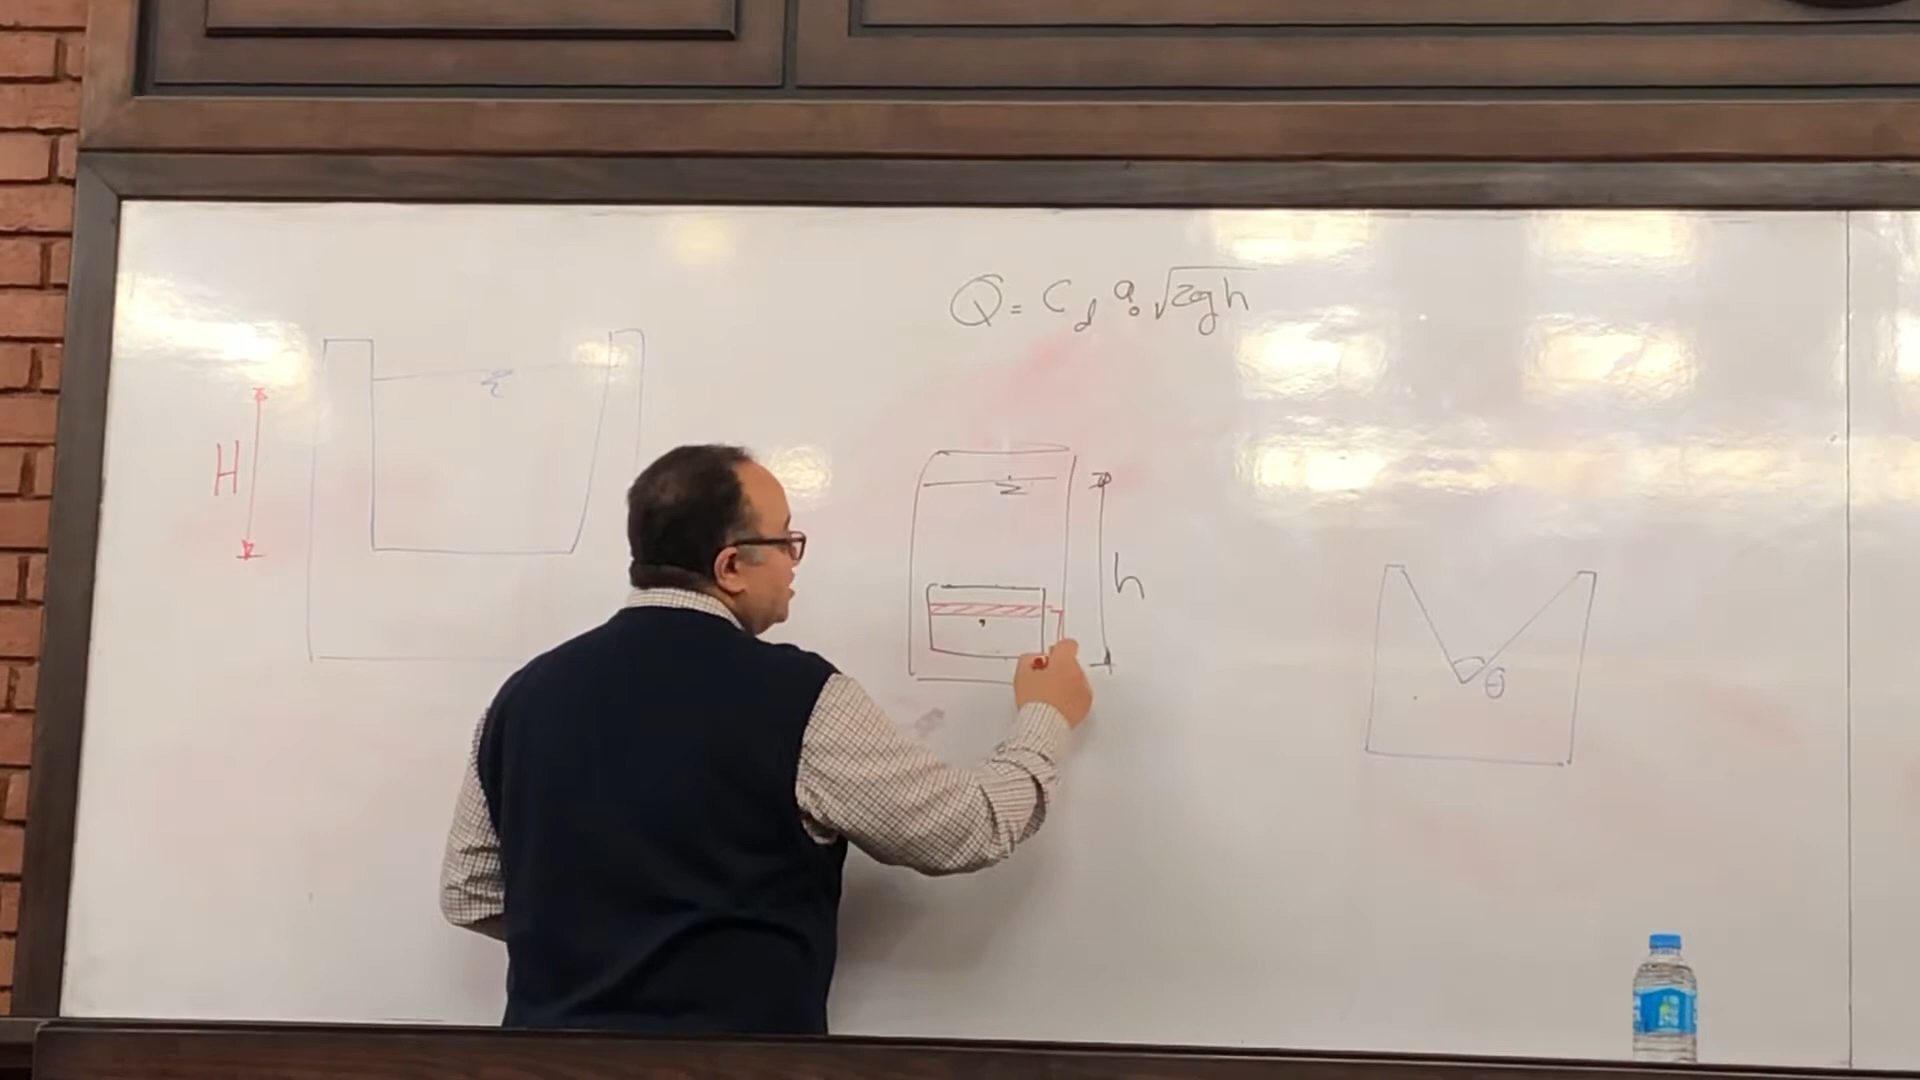 Q = C_d a_o √2gh
H
h
θ